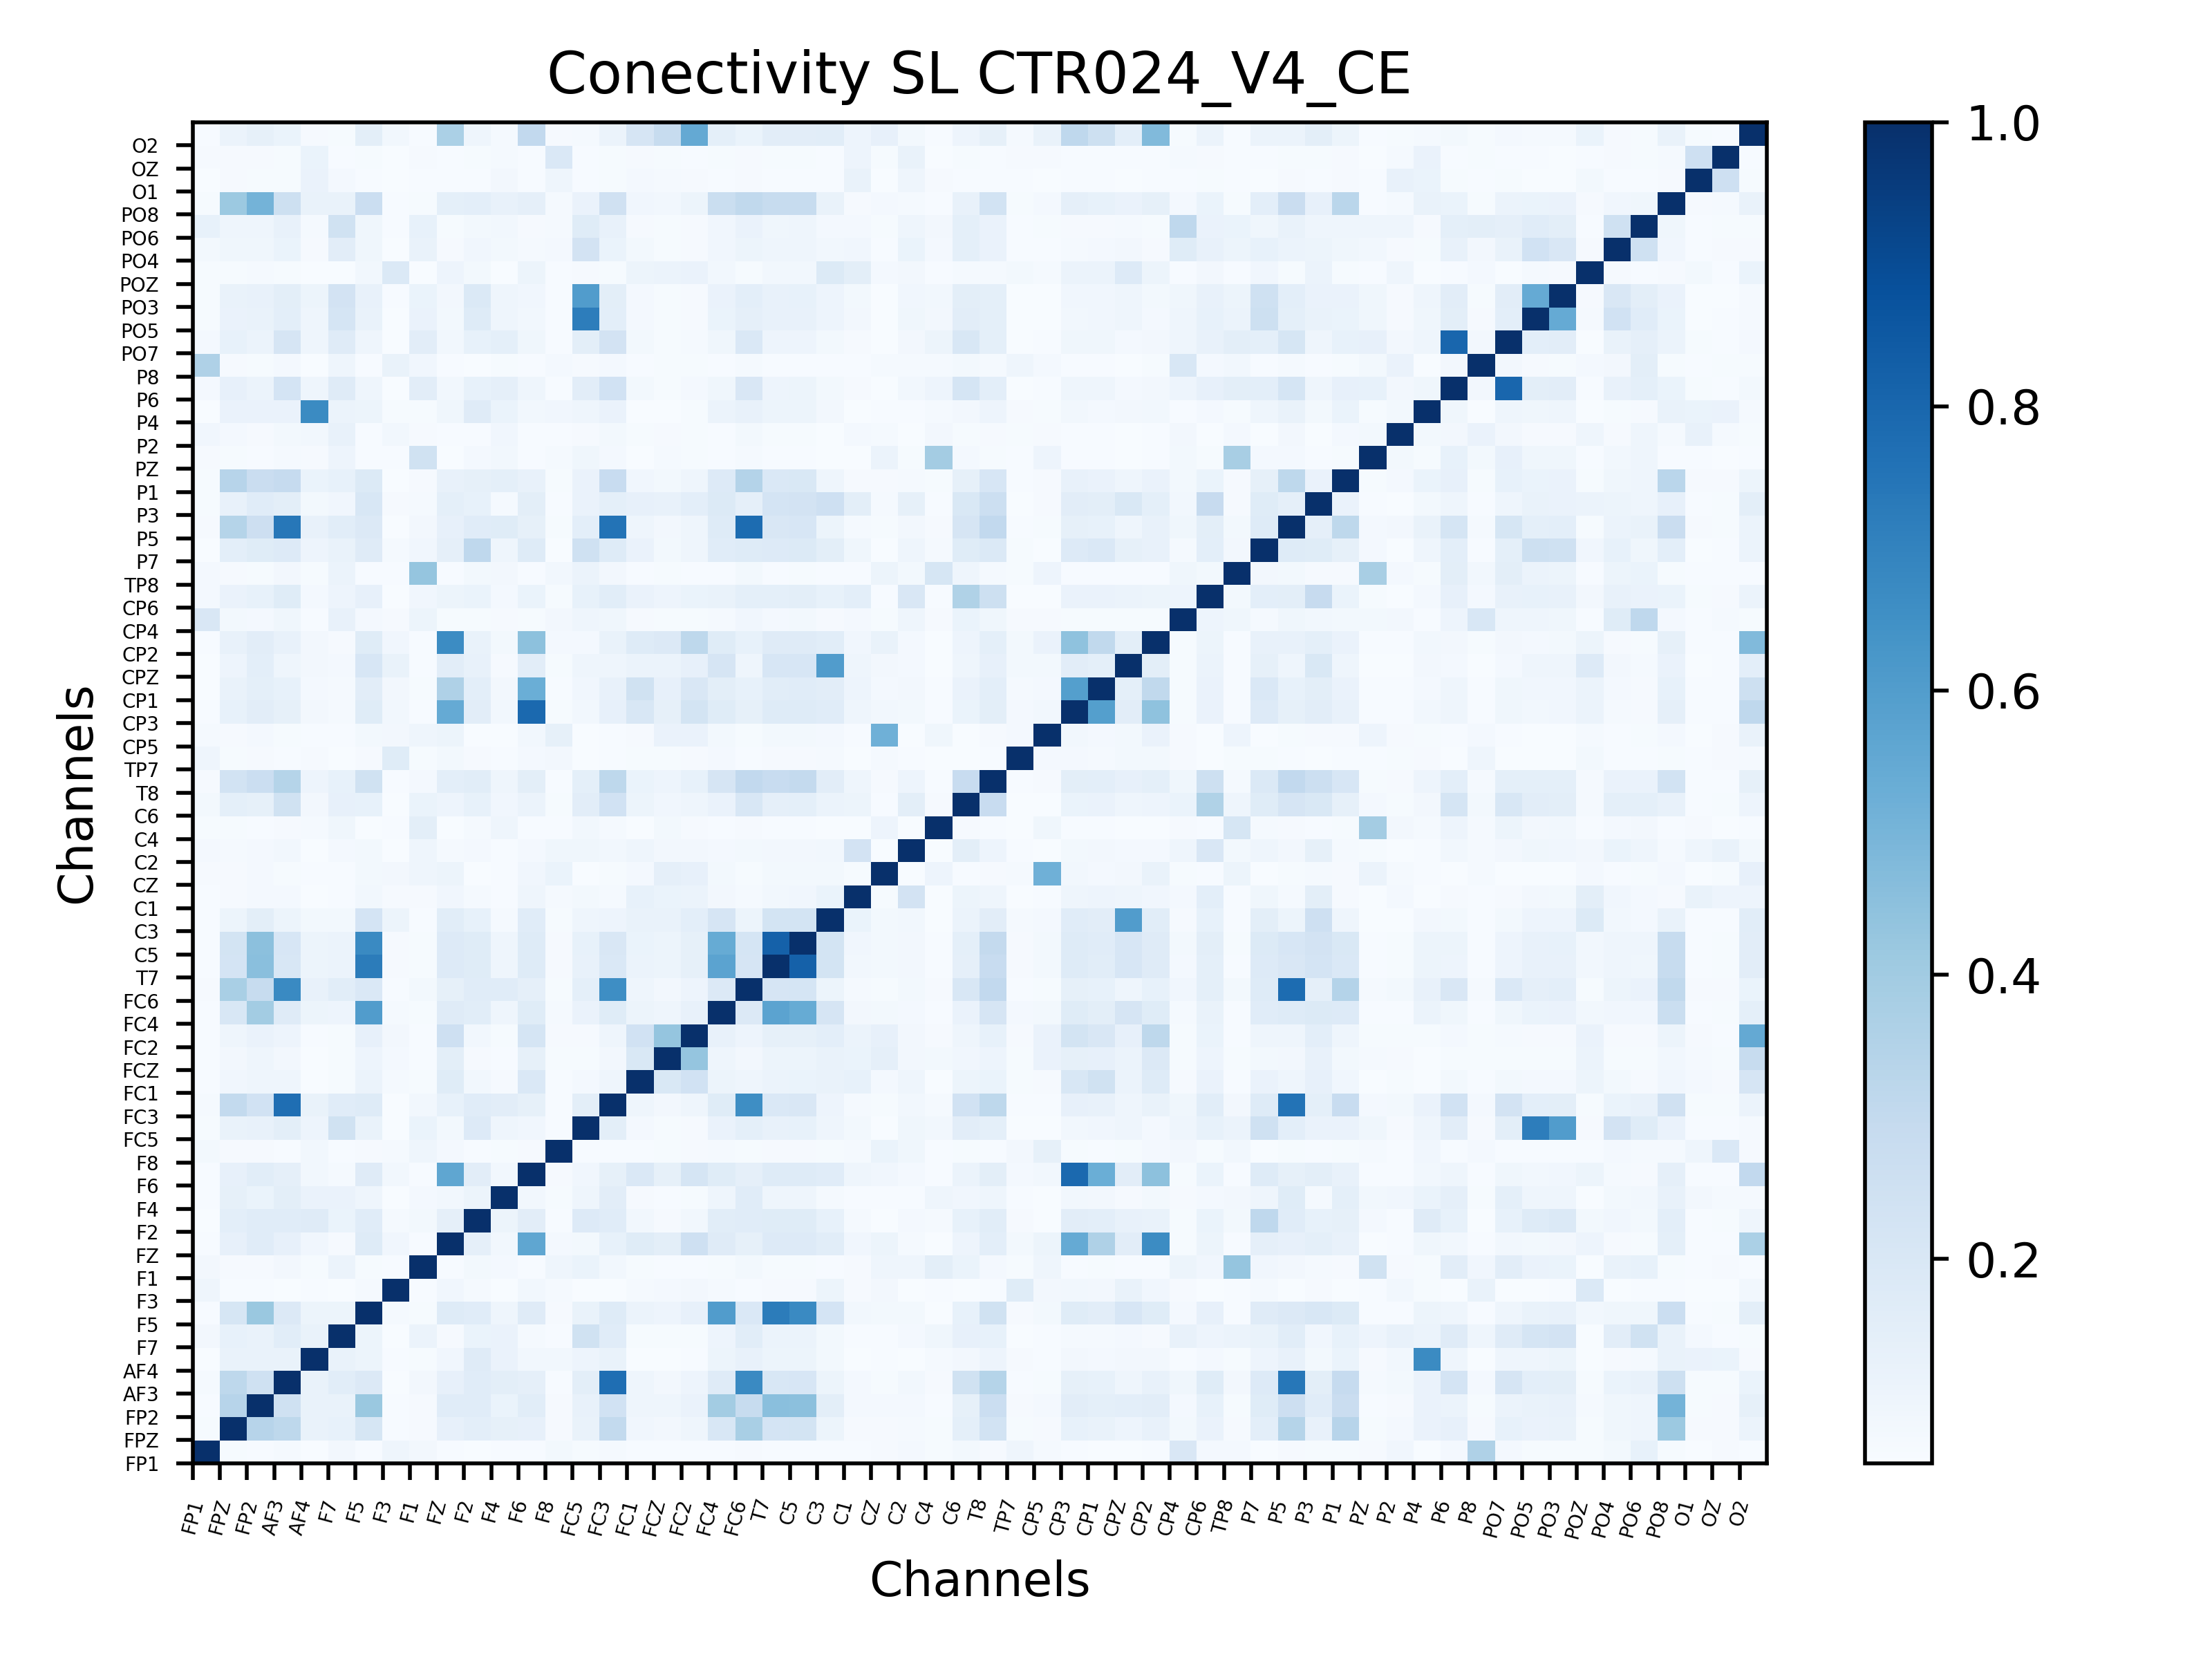 Conectivity SL CTR024_V4_CE
Channels
O2
OZ
O1
PO8
PO6
PO4
POZ
PO3
PO5
PO7
P8
P6
P4
P2
PZ
P1
P3
P5
P7
TP8
CP6
CP4
CP2
CPZ
CP1
CP3
CP5
TP7
T8
C6
C4
C2
CZ
C1
C3
C5
T7
FC6
FC4
FC2
FCZ
FC1
FC3
FC5
F8
F6
F4
F2
FZ
F1
F3
F5
F7
AF4
AF3
FP2
FPZ
FP1
FP1 FPZ FP2 AF3 AF4 F7 F5 F3 F1 FZ F2 F4 F6 F8 FC5 FC3 FC1 FCZ FC2 FC4 FC6 T7 C5 C3 C1 CZ C2 C4 C6 T8 TP7 CP5 CP3 CP1 CPZ CP2 CP4 CP6 TP8 P7 P5 P3 P1 PZ P2 P4 P6 P8 PO7 PO5 PO3 POZ PO4 PO6 PO8 O1 OZ O2
Channels
1.0
0.8
0.6
0.4
0.2